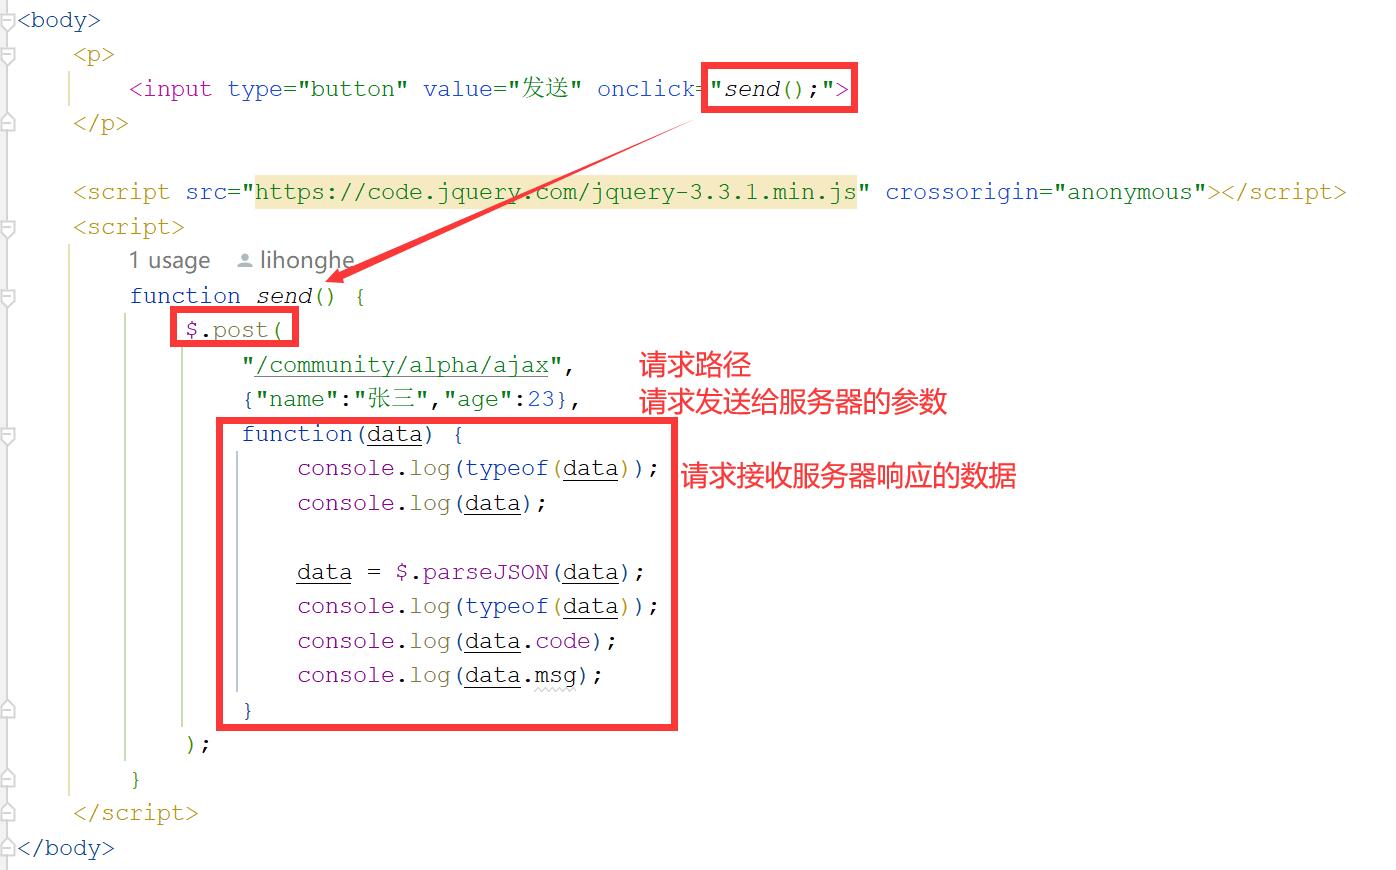 <body>
<p>
<input type="button" value="发送" onclick="send();">
</p>
<script src="https://code.jquery.com/jquery-3.3.1.min.js" crossorigin="anonymous"></script>
<script>
1 usage lihonghe
function send() {
$.post(
"/community/alpha/ajax", 请求路径
{"name":"张三","age":23}, 请求发送给服务器的参数
function(data) {
console.log(typeof(data)); 请求接收服务器响应的数据
console.log(data);
data = $.parseJSON(data);
console.log(typeof(data));
console.log(data.code);
console.log(data.msg);
}
);
}
</script>
</body>